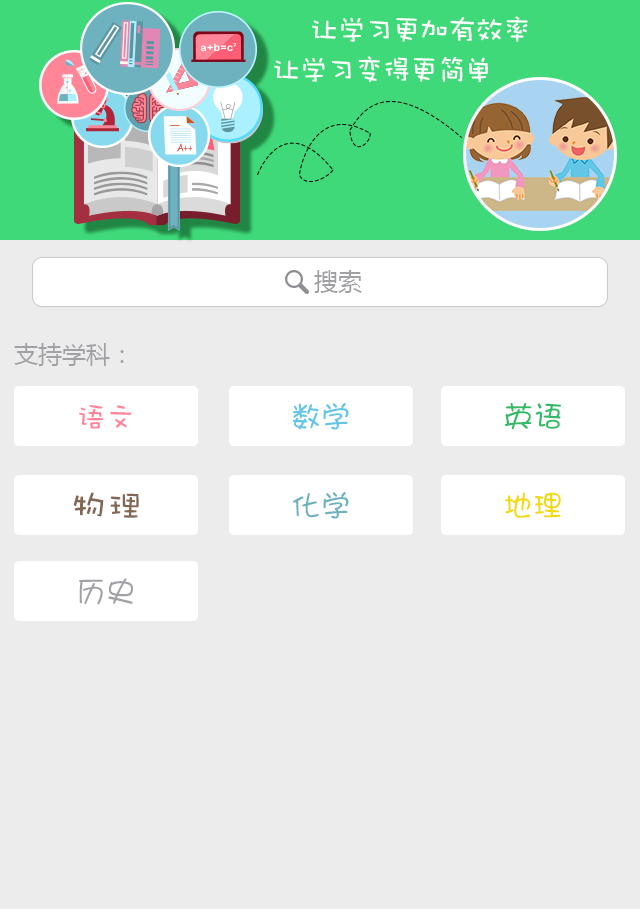 让学习更加有效率
让学习变得更简单
a+b=c²
A++
搜索
支持学科：
语文 数学 英语
物理 化学 地理
历史